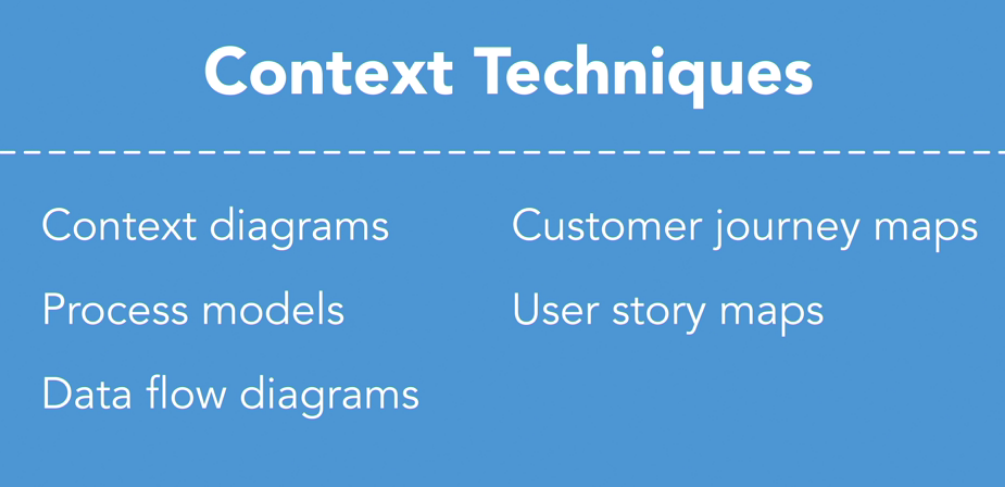 Context Techniques
Context diagrams
Process models
Data flow diagrams
Customer journey maps
User story maps